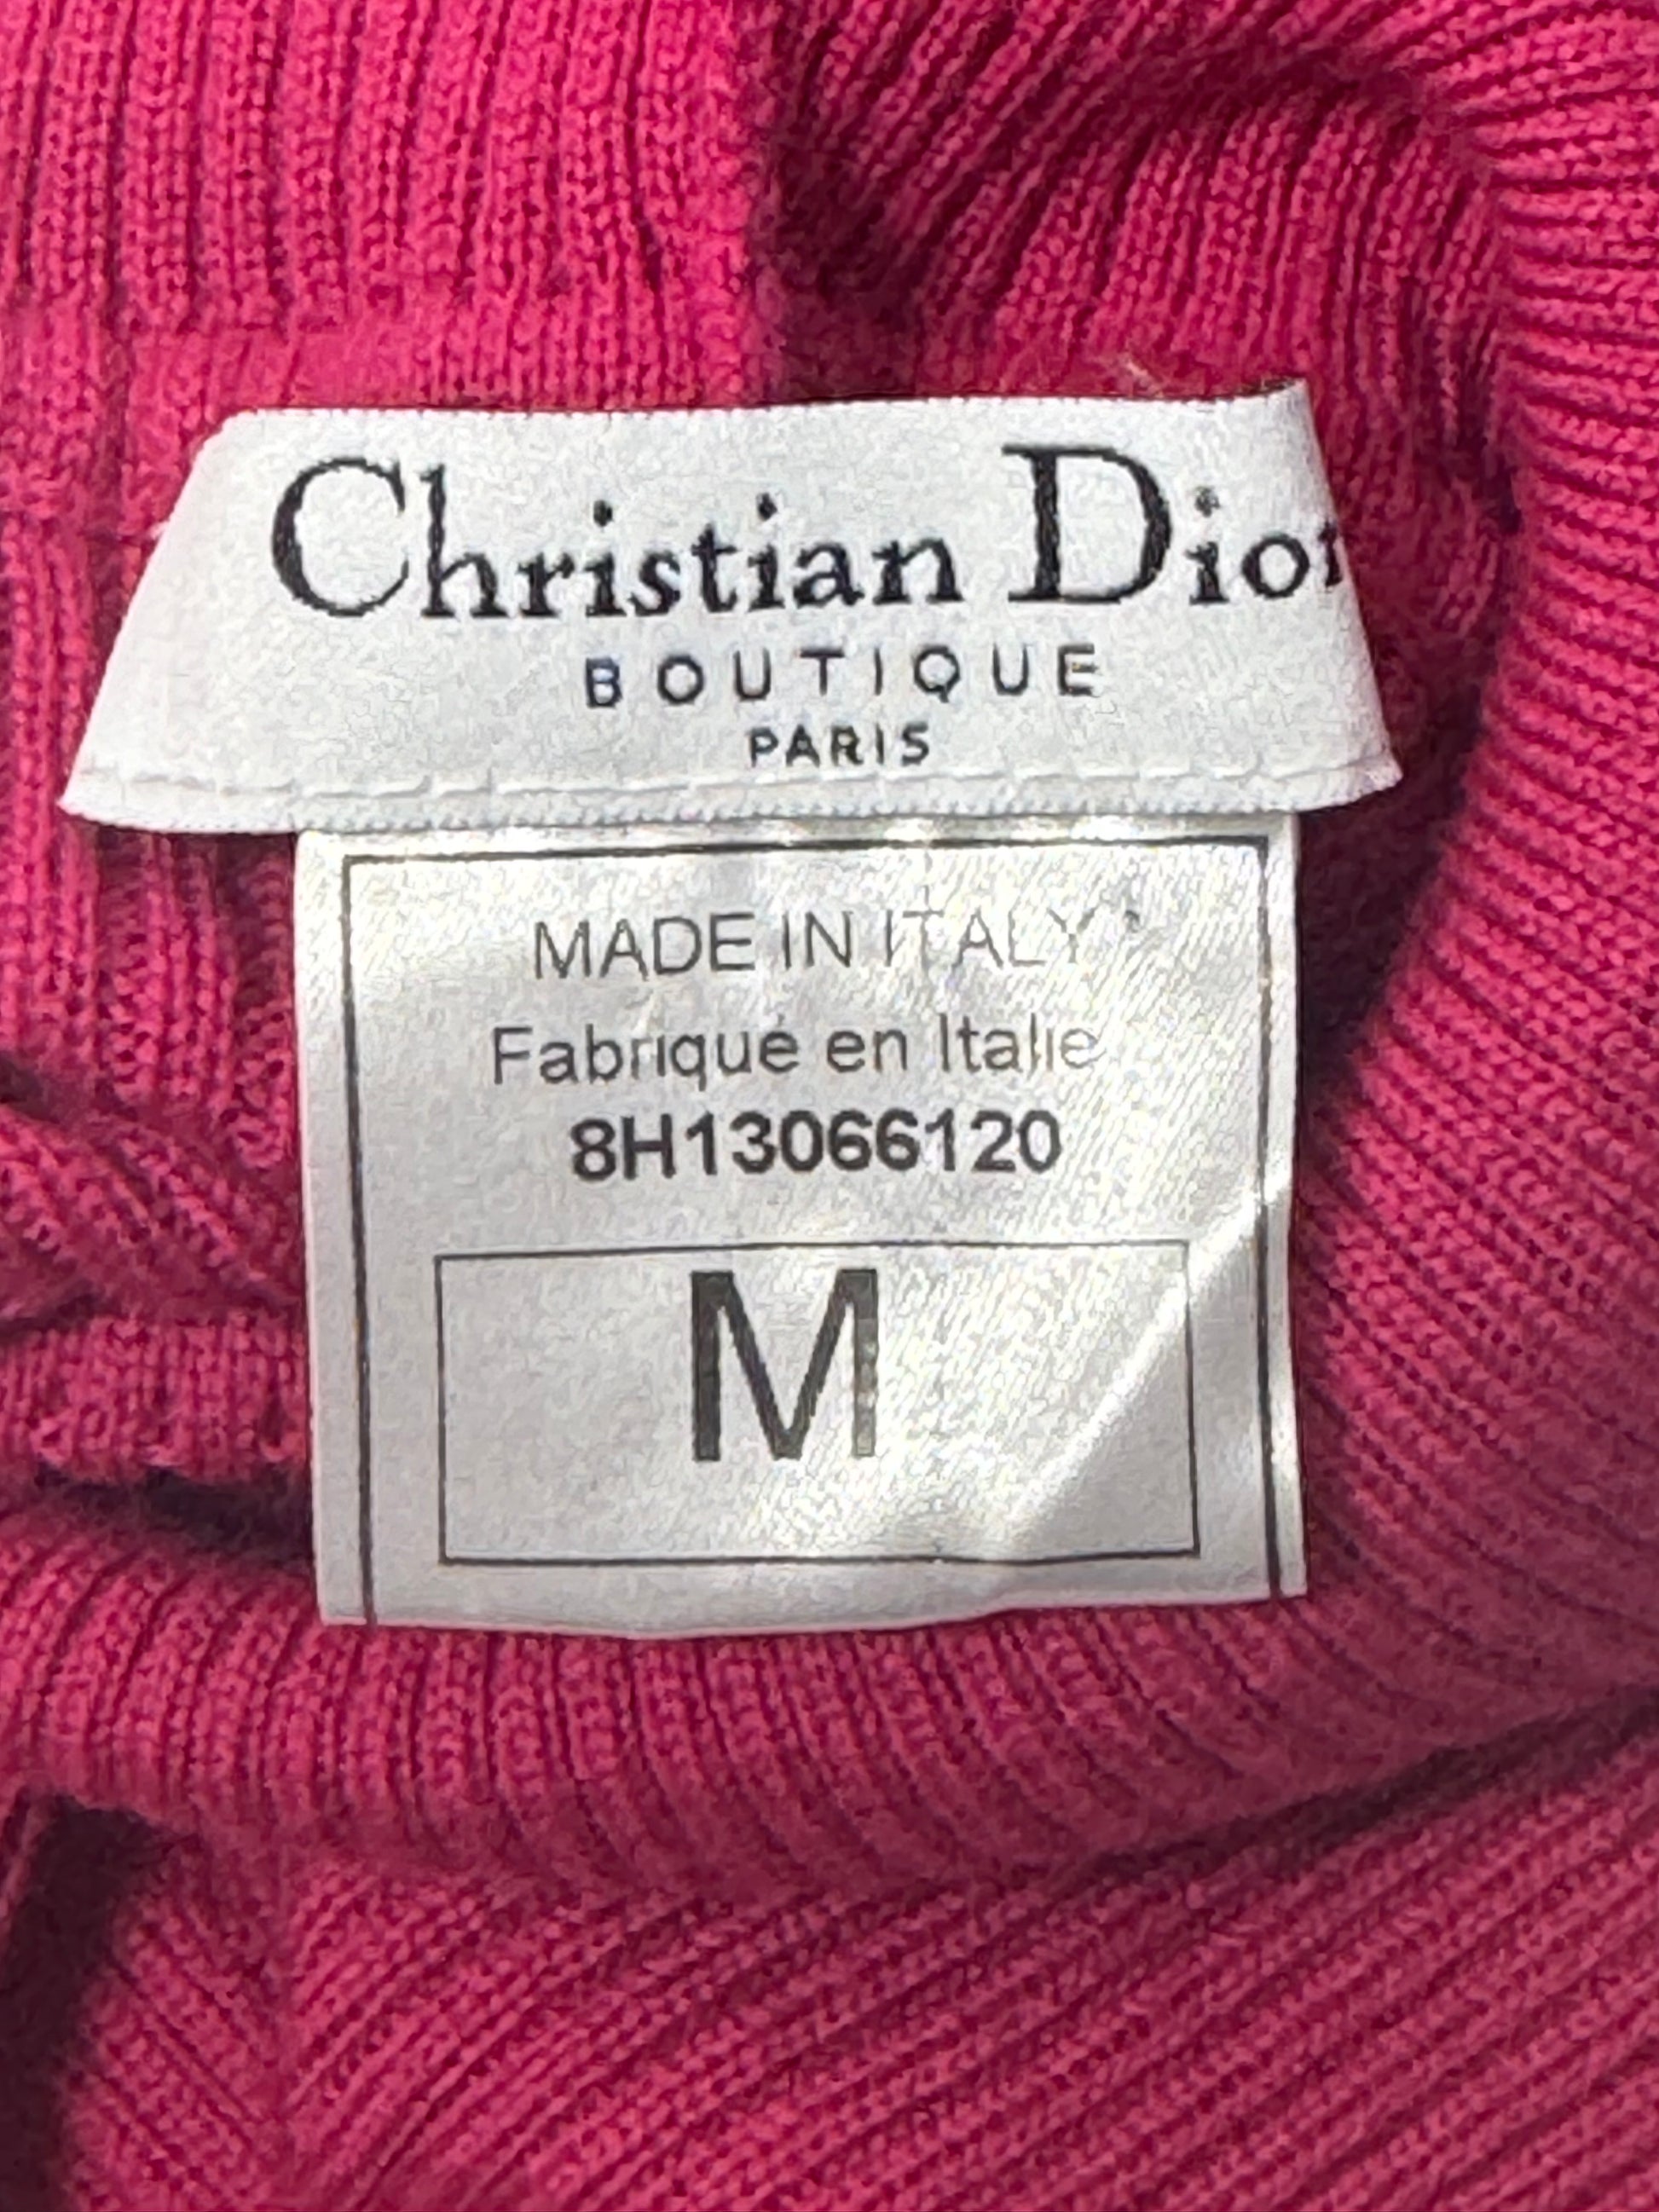 Christian Dior
BOUTIQUE
PARIS
MADE IN ITALY
Fabriqué en Italie
8H13066120
M